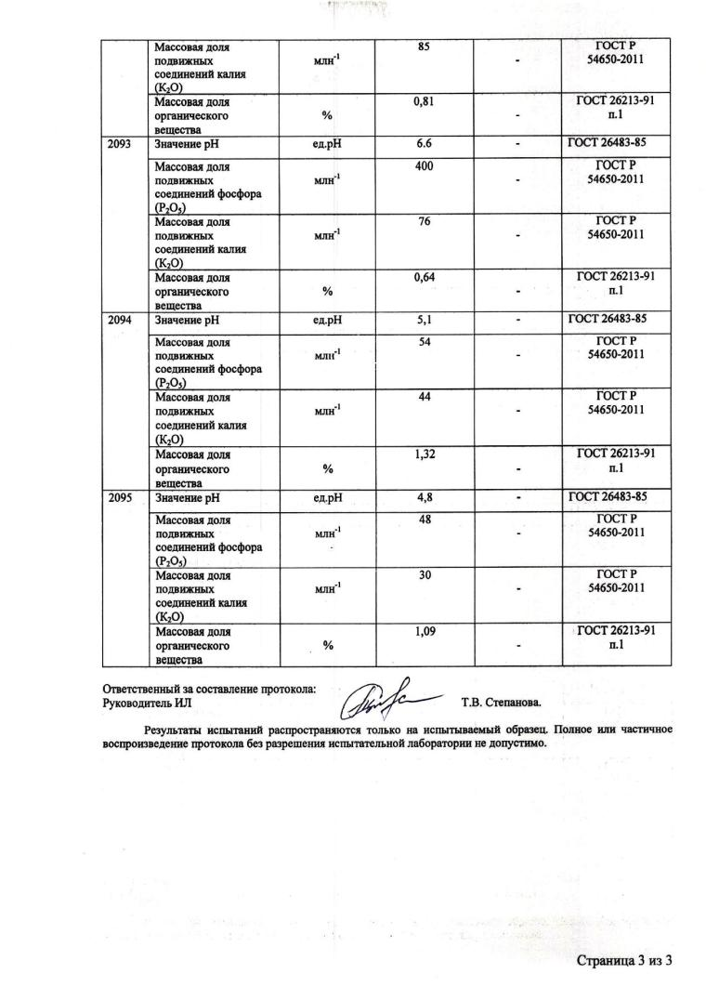 Массовая доля
подвижных
соединений калия
(K₂O)
млн⁻¹
85
-
ГОСТ Р
54650-2011
Массовая доля
органического
вещества
%
0,81
-
ГОСТ 26213-91
п.1
2093
Значение рН
ед.рН
6.6
-
ГОСТ 26483-85
Массовая доля
подвижных
соединений фосфора
(P₂O₅)
млн⁻¹
400
-
ГОСТ Р
54650-2011
Массовая доля
подвижных
соединений калия
(K₂O)
млн⁻¹
76
-
ГОСТ Р
54650-2011
Массовая доля
органического
вещества
%
0,64
-
ГОСТ 26213-91
п.1
2094
Значение рН
ед.рН
5,1
-
ГОСТ 26483-85
Массовая доля
подвижных
соединений фосфора
(P₂O₅)
млн⁻¹
54
-
ГОСТ Р
54650-2011
Массовая доля
подвижных
соединений калия
(K₂O)
млн⁻¹
44
-
ГОСТ Р
54650-2011
Массовая доля
органического
вещества
%
1,32
-
ГОСТ 26213-91
п.1
2095
Значение рН
ед.рН
4,8
-
ГОСТ 26483-85
Массовая доля
подвижных
соединений фосфора
(P₂O₅)
млн⁻¹
48
-
ГОСТ Р
54650-2011
Массовая доля
подвижных
соединений калия
(K₂O)
млн⁻¹
30
-
ГОСТ Р
54650-2011
Массовая доля
органического
вещества
%
1,09
-
ГОСТ 26213-91
п.1
Ответственный за составление протокола:
Руководитель ИЛ Т.В. Степанова.
Результаты испытаний распространяются только на испытываемый образец. Полное или частичное
воспроизведение протокола без разрешения испытательной лаборатории не допустимо.
Страница 3 из 3